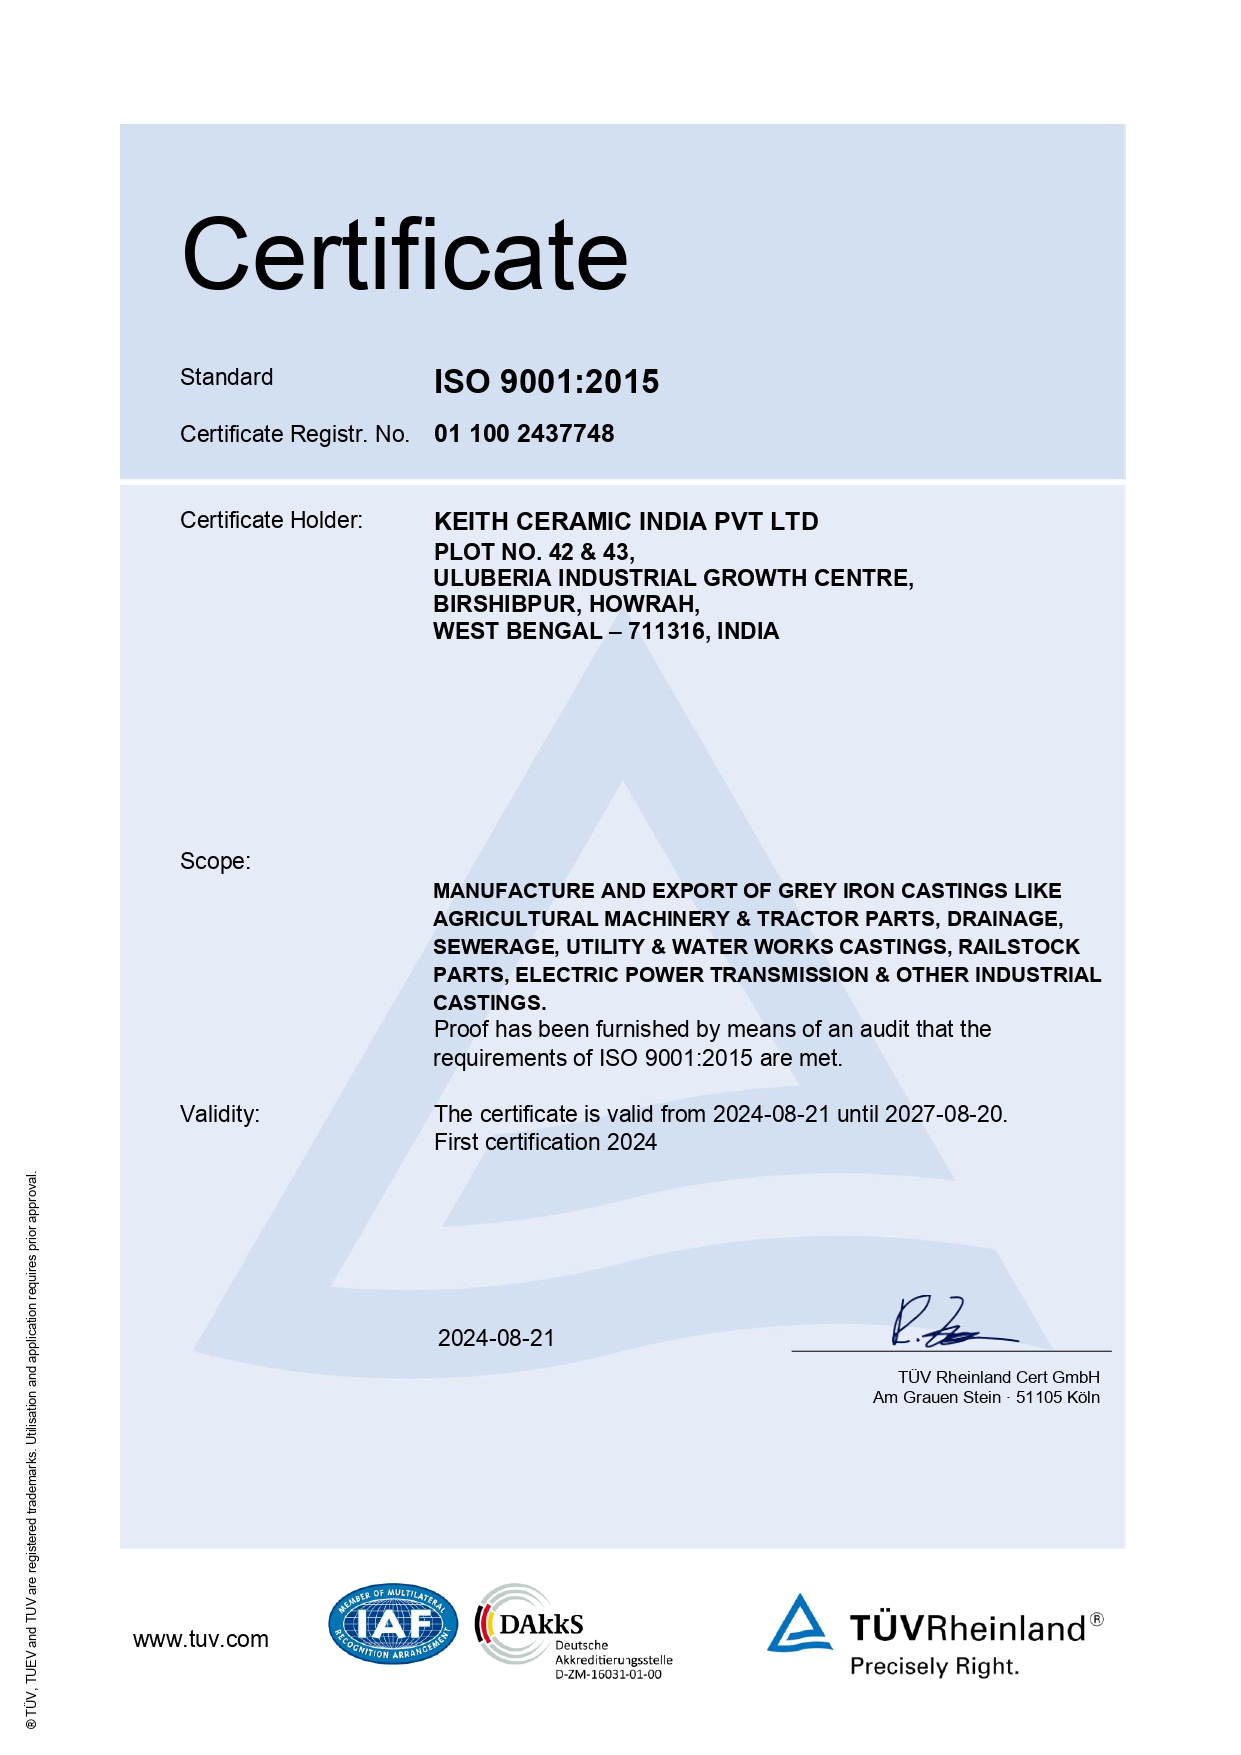 Certificate
Standard ISO 9001:2015
Certificate Registr. No. 01 100 2437748
Certificate Holder: KEITH CERAMIC INDIA PVT LTD
PLOT NO. 42 & 43,
ULUBERIA INDUSTRIAL GROWTH CENTRE,
BIRSHIBPUR, HOWRAH,
WEST BENGAL – 711316, INDIA
Scope:
MANUFACTURE AND EXPORT OF GREY IRON CASTINGS LIKE
AGRICULTURAL MACHINERY & TRACTOR PARTS, DRAINAGE,
SEWERAGE, UTILITY & WATER WORKS CASTINGS, RAILSTOCK
PARTS, ELECTRIC POWER TRANSMISSION & OTHER INDUSTRIAL
CASTINGS.
Proof has been furnished by means of an audit that the
requirements of ISO 9001:2015 are met.
Validity: The certificate is valid from 2024-08-21 until 2027-08-20.
First certification 2024
2024-08-21
TÜV Rheinland Cert GmbH
Am Grauen Stein · 51105 Köln
® TÜV, TUEV and TUV are registered trademarks. Utilisation and application requires prior approval.
www.tuv.com
MEMBER OF MULTILATERAL
IAF
RECOGNITION ARRANGEMENT
DAkkS
Deutsche
Akkreditierungsstelle
D-ZM-16031-01-00
TÜVRheinland®
Precisely Right.